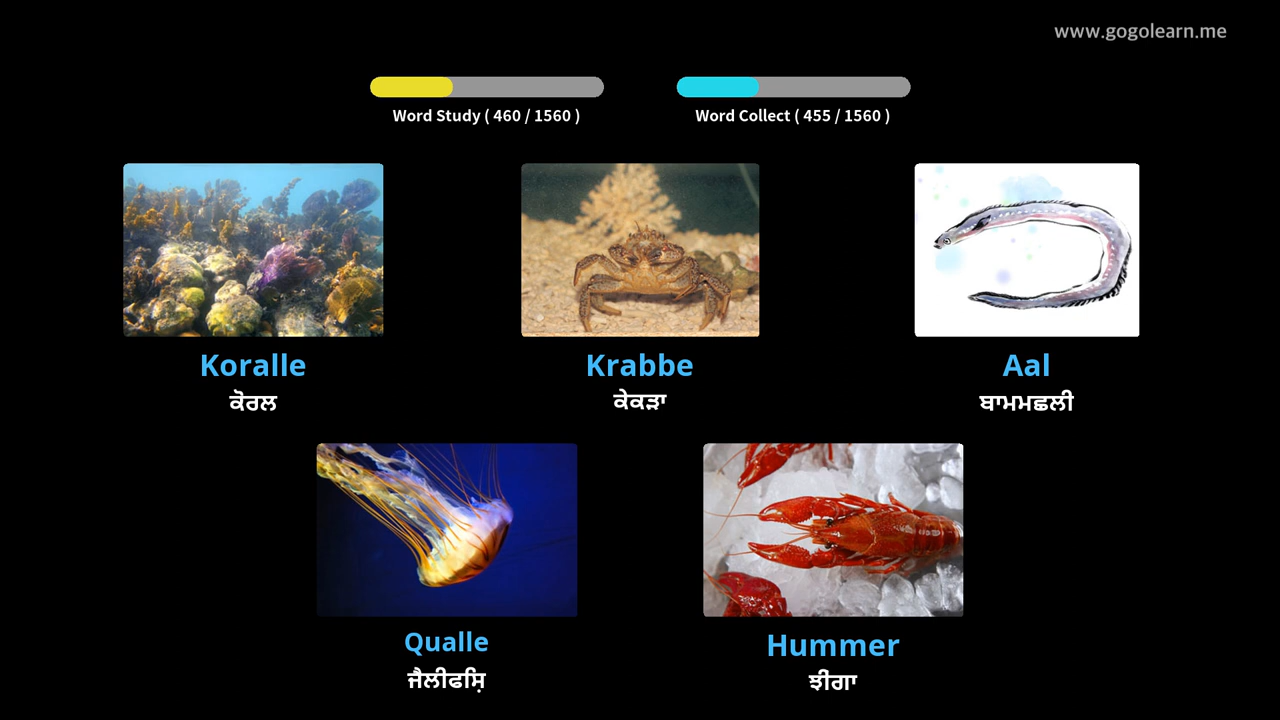 www.gogolearn.me
Word Study ( 460 / 1560 )
Word Collect ( 455 / 1560 )
Koralle
ਕੋਰਲ
Krabbe
ਕੇਕੜਾ
Aal
ਬਾਮਮਛਲੀ
Qualle
ਜੈਲੀਫਸ਼ਿ
Hummer
ਝੀਂਗਾ